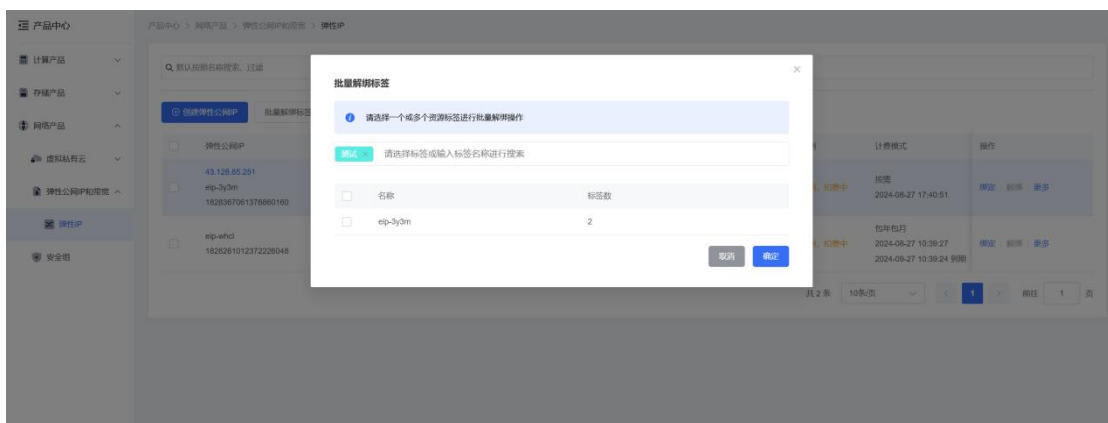 产品中心
产品中心 > 网络产品 > 弹性公网IP和带宽 > 弹性IP
计算产品
存储产品
网络产品
虚拟私有云
弹性公网IP和带宽
弹性IP
安全组
默认按照名称搜索、过滤
创建弹性公网IP
批量解绑标签
弹性公网IP
计费模式
操作
43.128.65.251
eip-3y3m
1828367061376860160
扣费中
按需
2024-08-27 17:40:51
绑定 解绑 更多
eip-whcl
1828261012372226048
扣费中
包年包月
2024-08-27 10:39:27
2024-09-27 10:39:24 到期
绑定 解绑 更多
共 2 条
10条/页
1
前往 1 页
批量解绑标签
请选择一个或多个资源标签进行批量解绑操作
测试 ×
请选择标签或输入标签名称进行搜索
名称
标签数
eip-3y3m
2
取消
确定